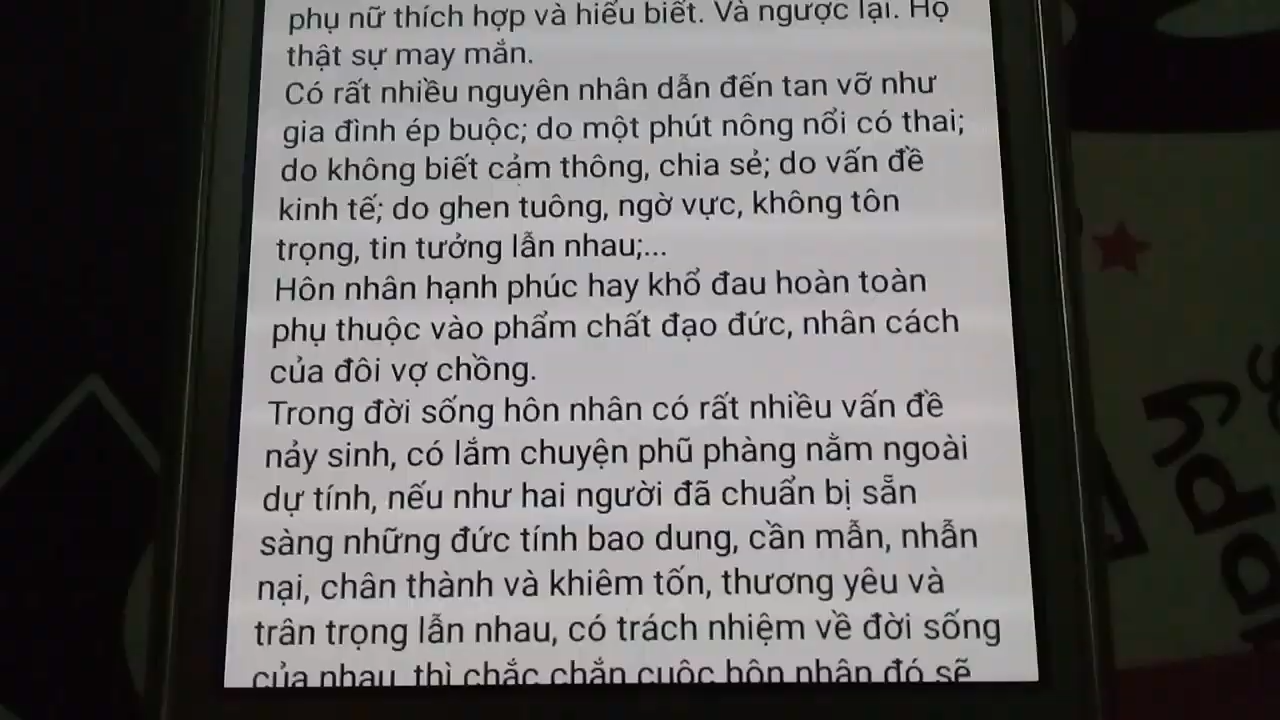 phụ nữ thích hợp và hiểu biết. Và ngược lại. Họ
thật sự may mắn.
Có rất nhiều nguyên nhân dẫn đến tan vỡ như
gia đình ép buộc; do một phút nông nổi có thai;
do không biết cảm thông, chia sẻ; do vấn đề
kinh tế; do ghen tuông, ngờ vực, không tôn
trọng, tin tưởng lẫn nhau;...
Hôn nhân hạnh phúc hay khổ đau hoàn toàn
phụ thuộc vào phẩm chất đạo đức, nhân cách
của đôi vợ chồng.
Trong đời sống hôn nhân có rất nhiều vấn đề
nảy sinh, có lắm chuyện phũ phàng nằm ngoài
dự tính, nếu như hai người đã chuẩn bị sẵn
sàng những đức tính bao dung, cần mẫn, nhẫn
nại, chân thành và khiêm tốn, thương yêu và
trân trọng lẫn nhau, có trách nhiệm về đời sống
của nhau, thì chắc chắn cuộc hôn nhân đó sẽ